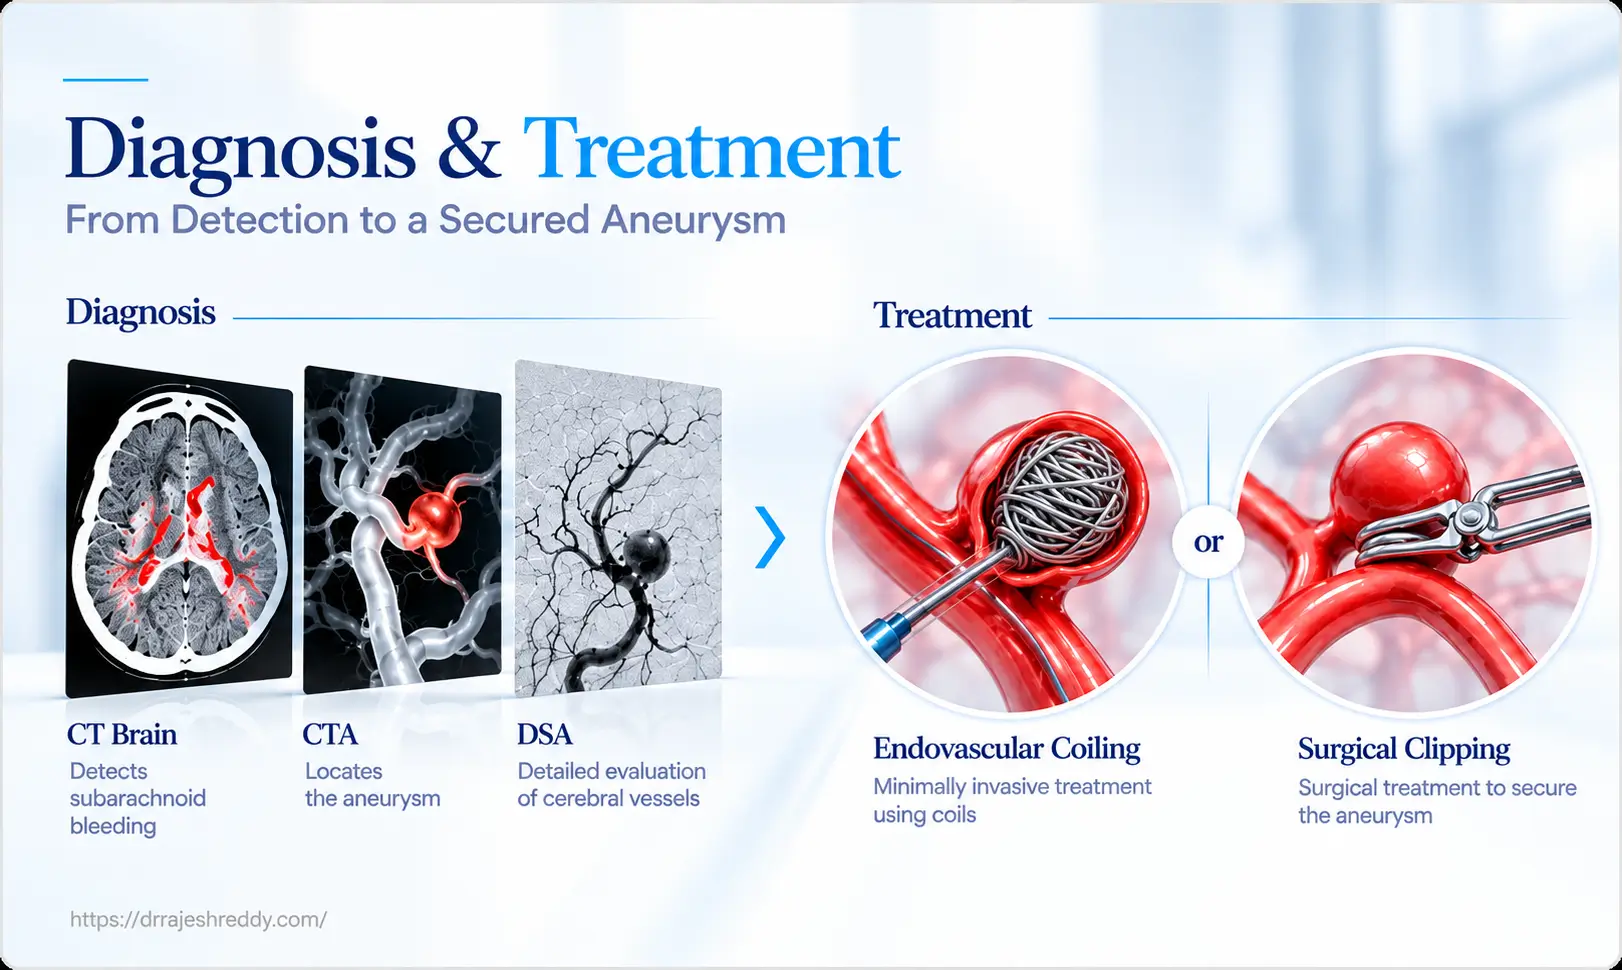 Diagnosis & Treatment
From Detection to a Secured Aneurysm
Diagnosis
CT Brain
Detects
subarachnoid
bleeding
CTA
Locates
the aneurysm
DSA
Detailed evaluation
of cerebral vessels
Treatment
Endovascular Coiling
Minimally invasive treatment
using coils
or
Surgical Clipping
Surgical treatment to secure
the aneurysm
https://drrajeshreddy.com/